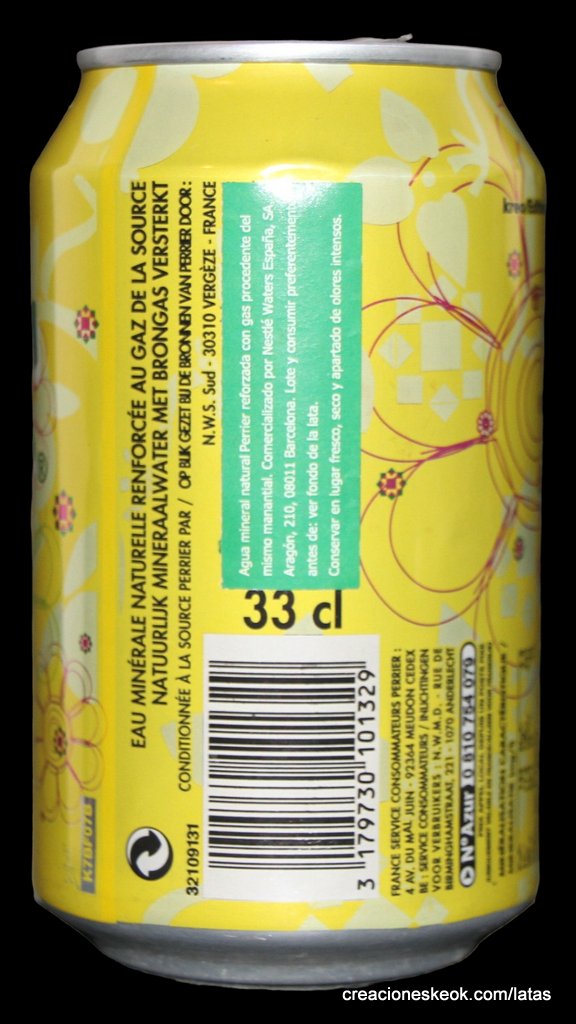 EAU MINÉRALE NATURELLE RENFORCÉE AU GAZ DE LA SOURCE
NATUURLIJK MINERAALWATER MET BRONGAS VERSTERKT
CONDITIONNÉE À LA SOURCE PERRIER PAR / OP BLIK GEZET BIJ DE BRONNEN VAN PERRIER DOOR:
N.W.S. Sud - 30310 VERGÈZE - FRANCE
Agua mineral natural Perrier reforzada con gas procedente del
mismo manantial. Comercializado por Nestlé Waters España, SA
Aragón, 210, 08011 Barcelona. Lote y consumir preferentemente
antes de: ver fondo de la lata.
Conservar en lugar fresco, seco y apartado de olores intensos.
33 cl
32109131
3 179730 101329
FRANCE SERVICE CONSOMMATEURS PERRIER :
4 AV. DU MAL JUIN - 92364 MEUDON CEDEX
BE : SERVICE CONSOMMATEURS / INLICHTINGEN
VOOR VERBRUIKERS : N.W.M.D. - RUE DE
BIRMINGHAMSTRAAT, 221 - 1070 ANDERLECHT
N°Azur 0 810 764 079
creacioneskeok.com/latas